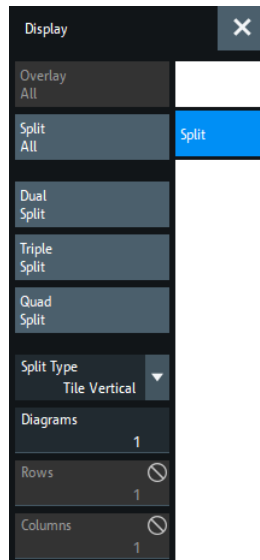 Display
Overlay
All
Split
All
Split
Dual
Split
Triple
Split
Quad
Split
Split Type
Tile Vertical
Diagrams
1
Rows
1
Columns
1